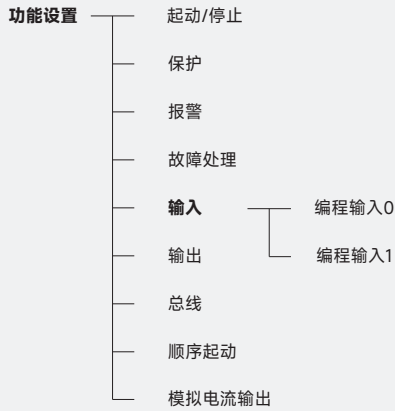 功能设置 起动/停止
保护
报警
故障处理
输入 编程输入0
输出 编程输入1
总线
顺序起动
模拟电流输出